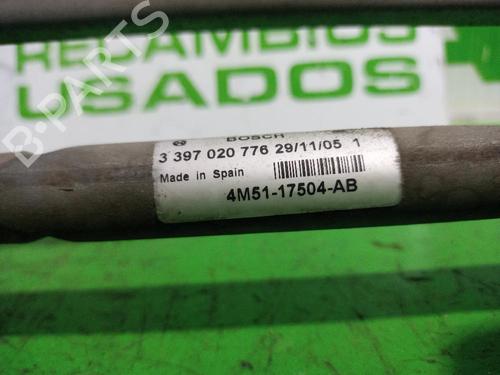 RECAMBIOS
USADOS
B-PARTS
BOSCH
3 397 020 776 29/11/05 1
Made in Spain
4M51-17504-AB